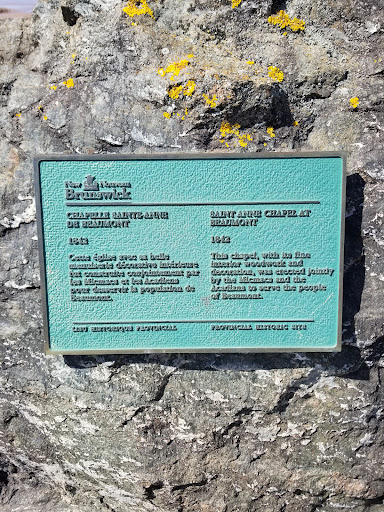 New Nouveau
Brunswick
CHAPELLE SAINTE-ANNE
DE BEAUMONT
1842
Cette église avec sa belle
menuiserie décorative intérieure
fut construite conjointement par
les Micmacs et les Acadiens
pour desservir la population de
Beaumont.
LIEU HISTORIQUE PROVINCIAL
SAINT ANNE CHAPEL AT
BEAUMONT
1842
This chapel, with its fine
interior woodwork and
decoration, was erected jointly
by the Micmacs and the
Acadians to serve the people
of Beaumont.
PROVINCIAL HISTORIC SITE